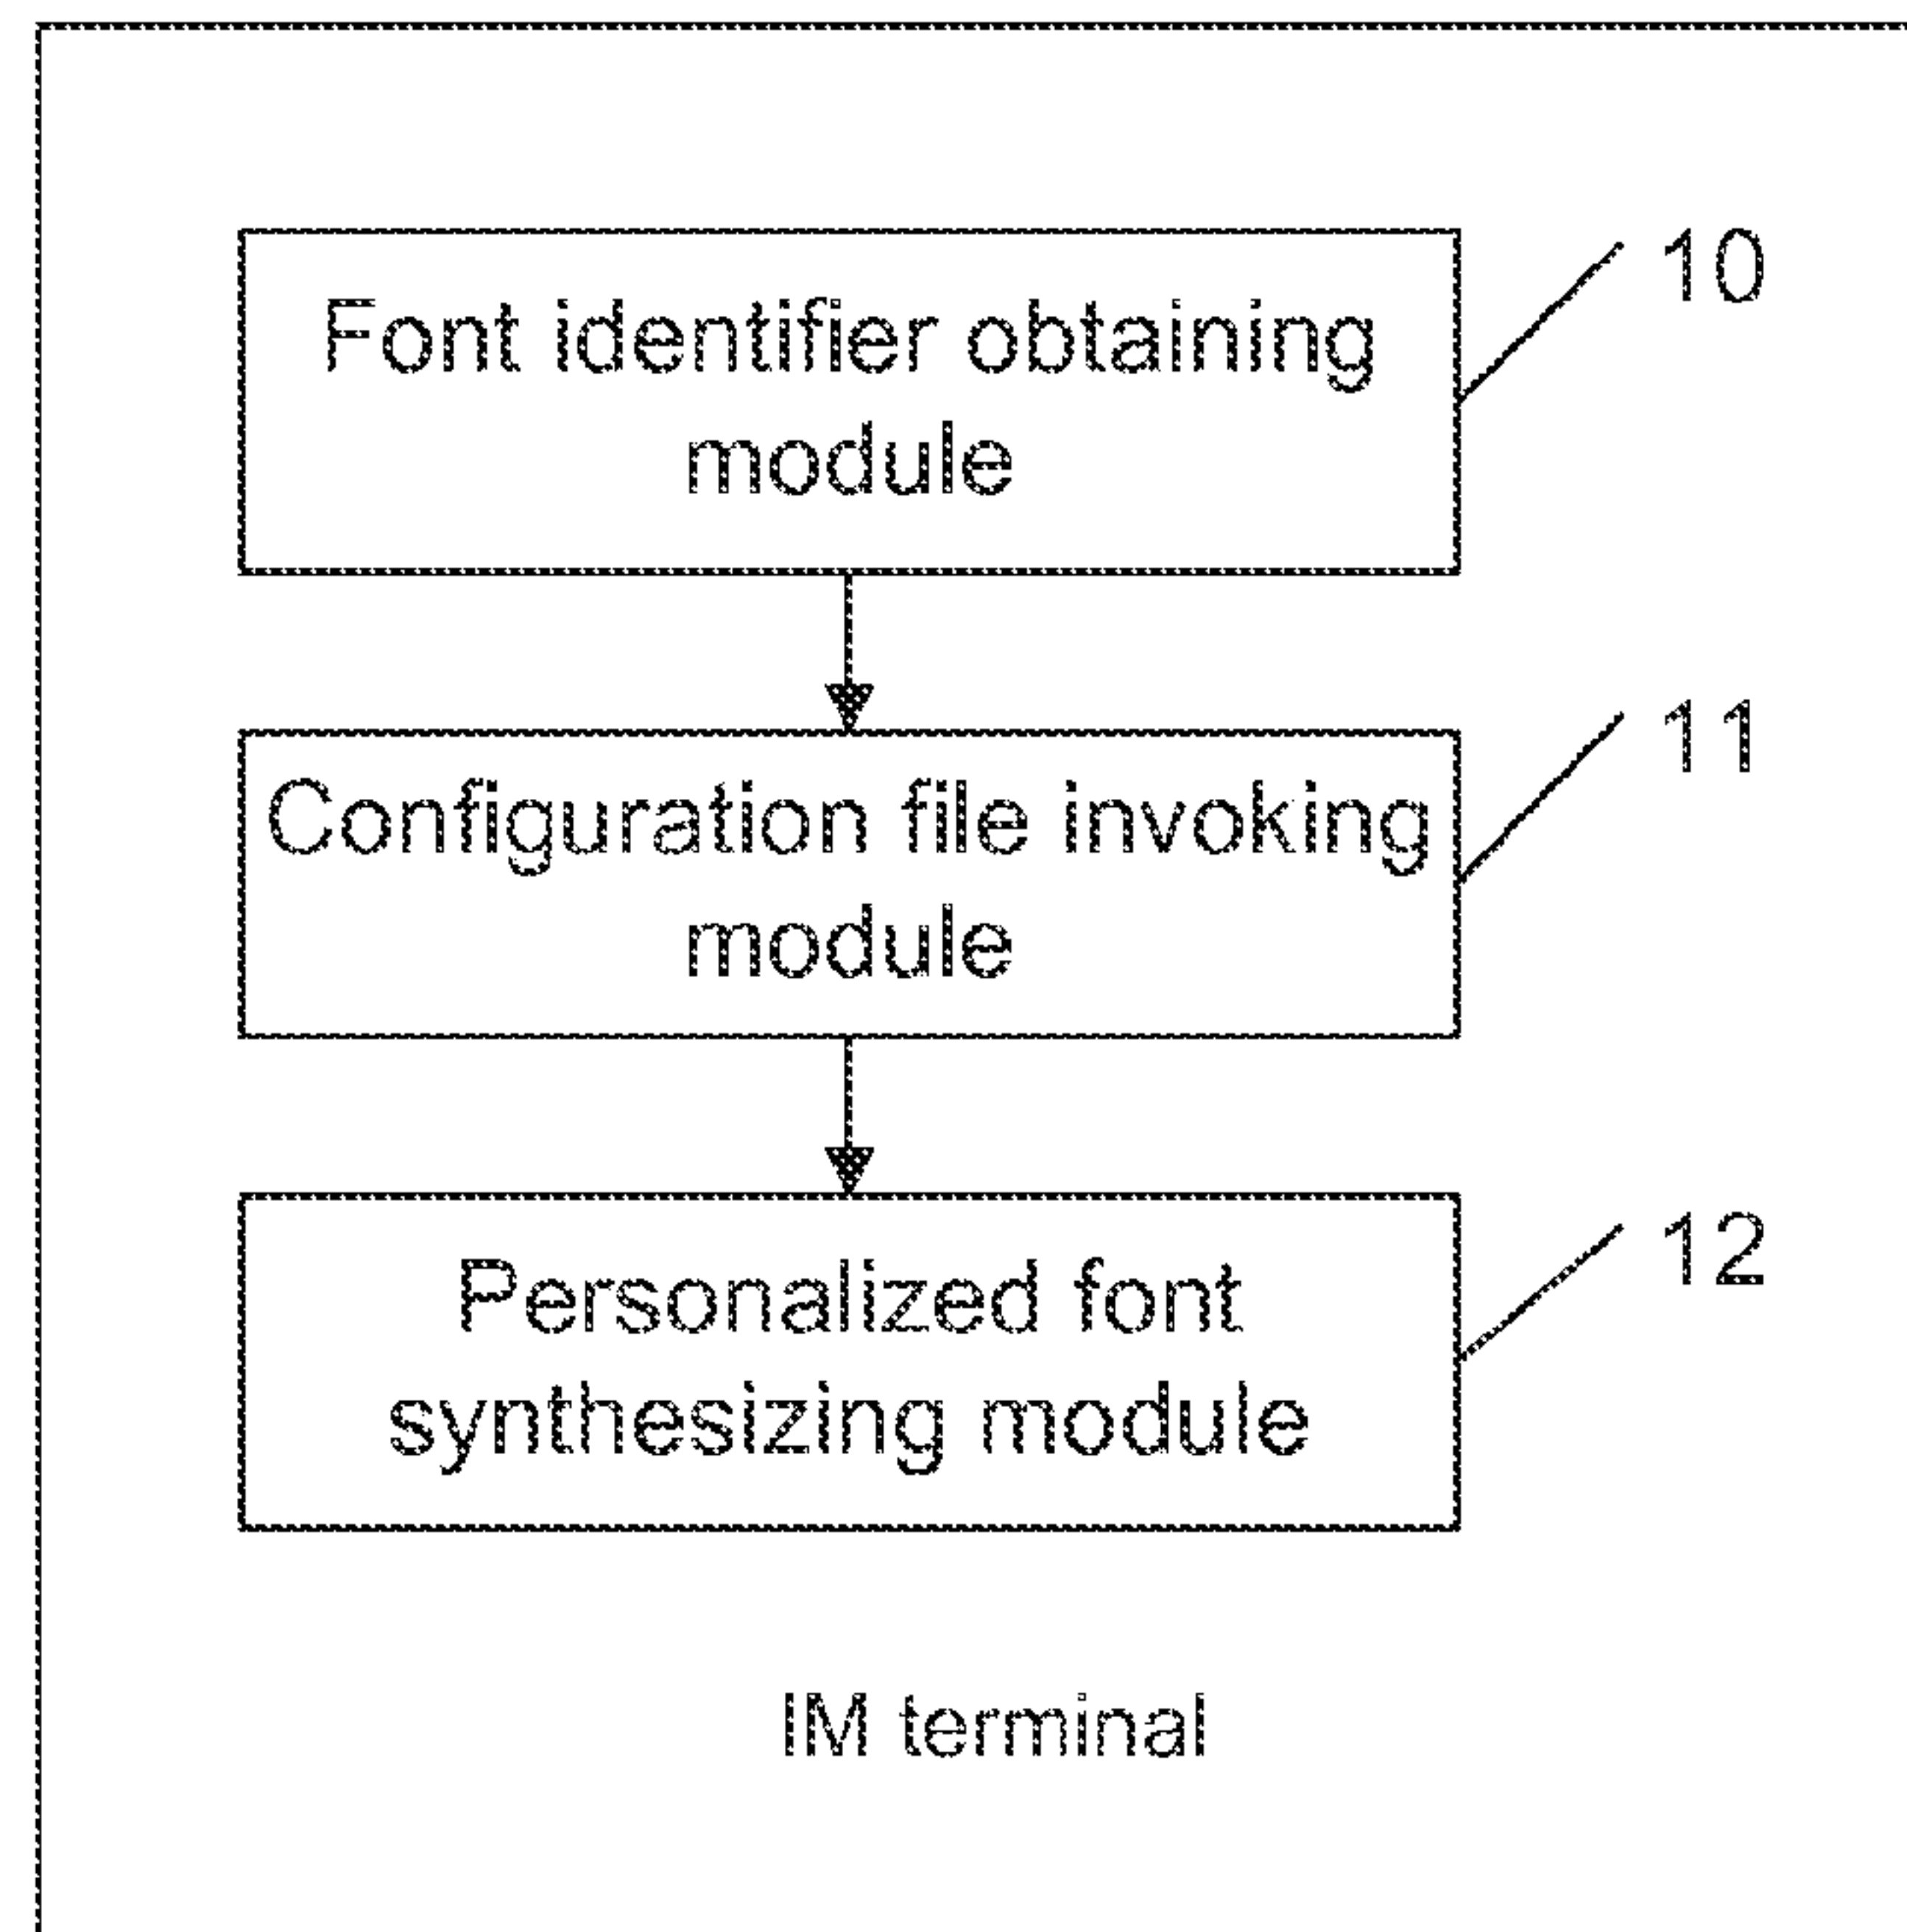 10
Font identifier obtaining
module
11
Configuration file invoking
module
12
Personalized font
synthesizing module
IM terminal